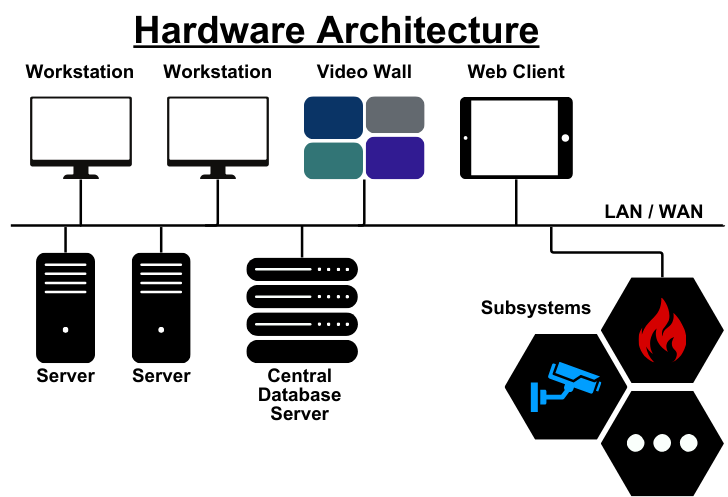 Hardware Architecture
Workstation
Workstation
Video Wall
Web Client
LAN / WAN
Subsystems
Server
Server
Central
Database
Server